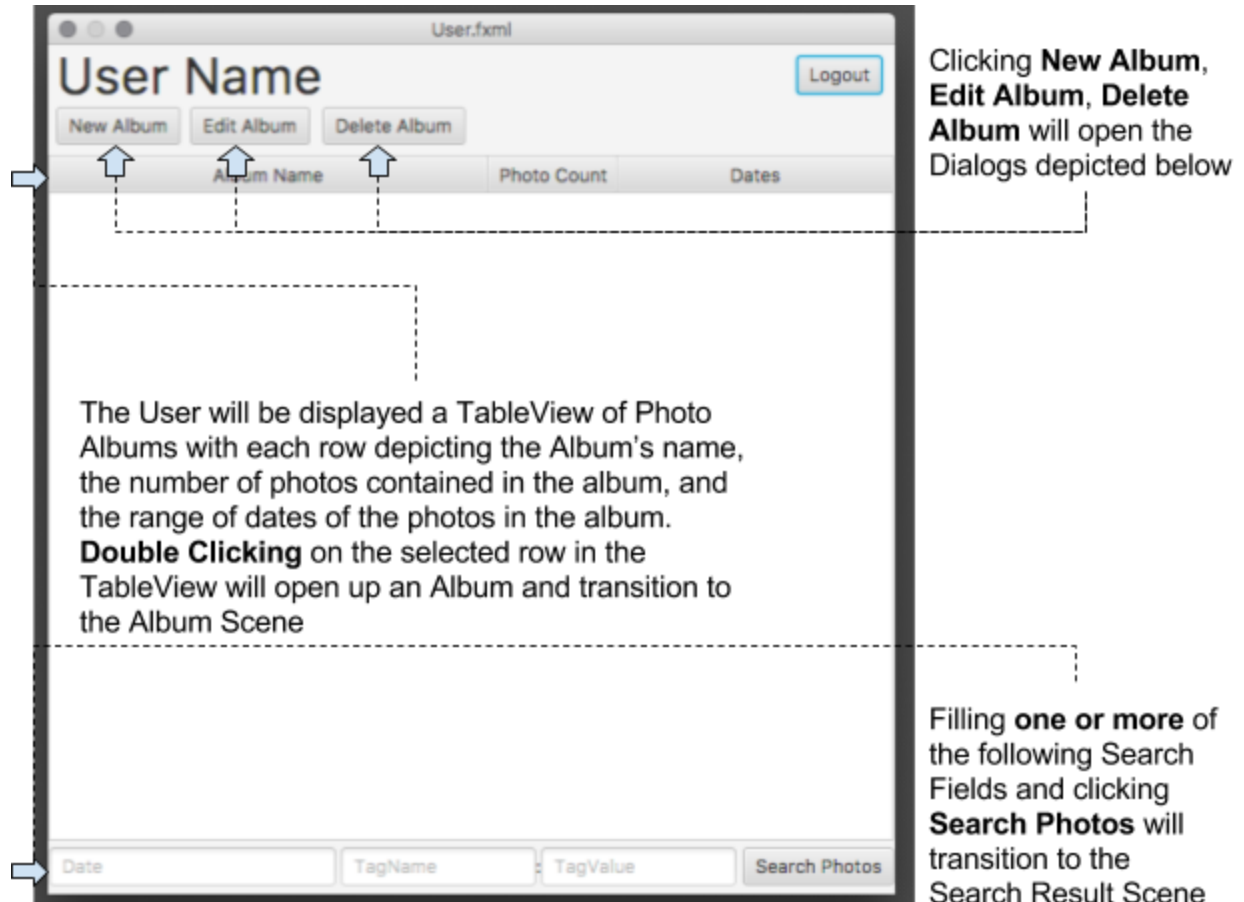 User.fxml
User Name
Logout
New Album Edit Album Delete Album
Album Name Photo Count Dates
Clicking New Album,
Edit Album, Delete
Album will open the
Dialogs depicted below
The User will be displayed a TableView of Photo
Albums with each row depicting the Album's name,
the number of photos contained in the album, and
the range of dates of the photos in the album.
Double Clicking on the selected row in the
TableView will open up an Album and transition to
the Album Scene
Filling one or more of
the following Search
Fields and clicking
Search Photos will
transition to the
Search Result Scene
Date TagName : TagValue Search Photos